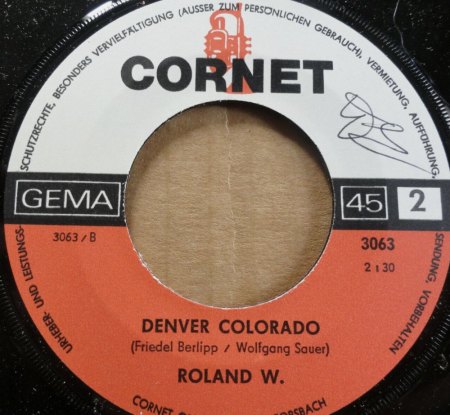 URHEBER- UND LEISTUNGS-SCHUTZRECHTE, BESONDERS VERVIELFÄLTIGUNG (AUSSER ZUM PERSÖNLICHEN GEBRAUCH), VERMIETUNG, AUFFÜHRUNG, SENDUNG, VORBEHALTEN
CORNET
GEMA
45 2
3063/B
3063
2:30
DENVER COLORADO
(Friedel Berlipp / Wolfgang Sauer)
ROLAND W.
CORNET